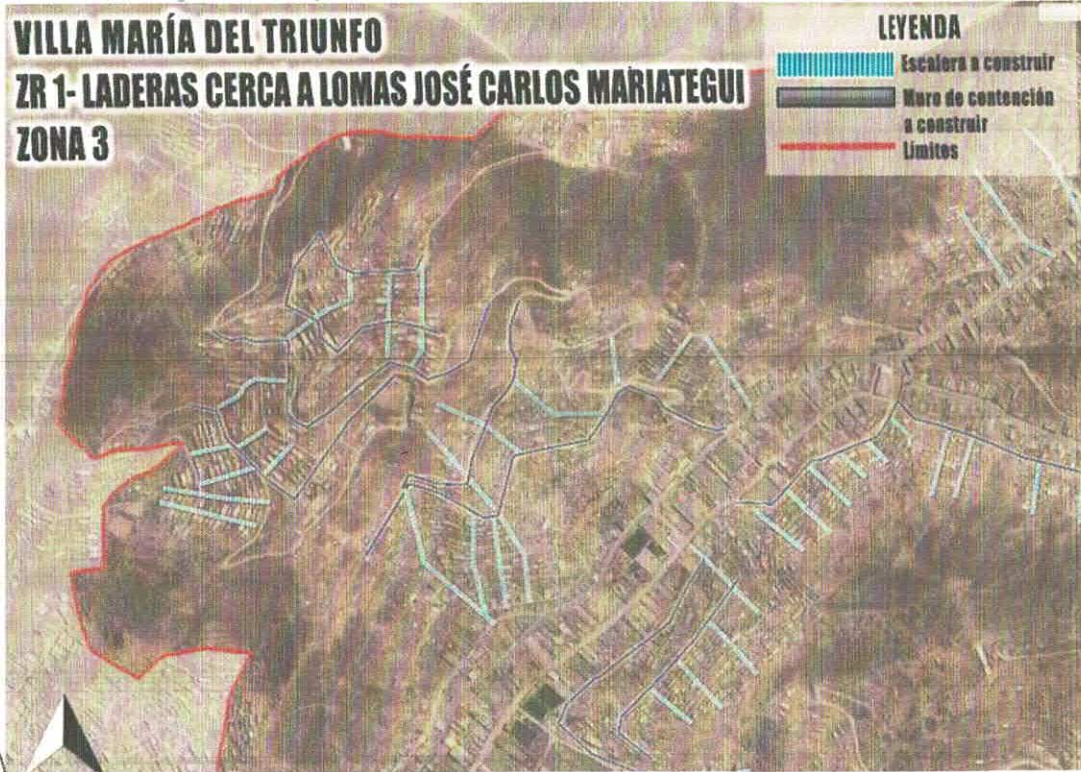 VILLA MARÍA DEL TRIUNFO
ZR 1- LADERAS CERCA A LOMAS JOSÉ CARLOS MARIATEGUI
ZONA 3
LEYENDA
Escalera a construir
Muro de contención
a construir
Limites